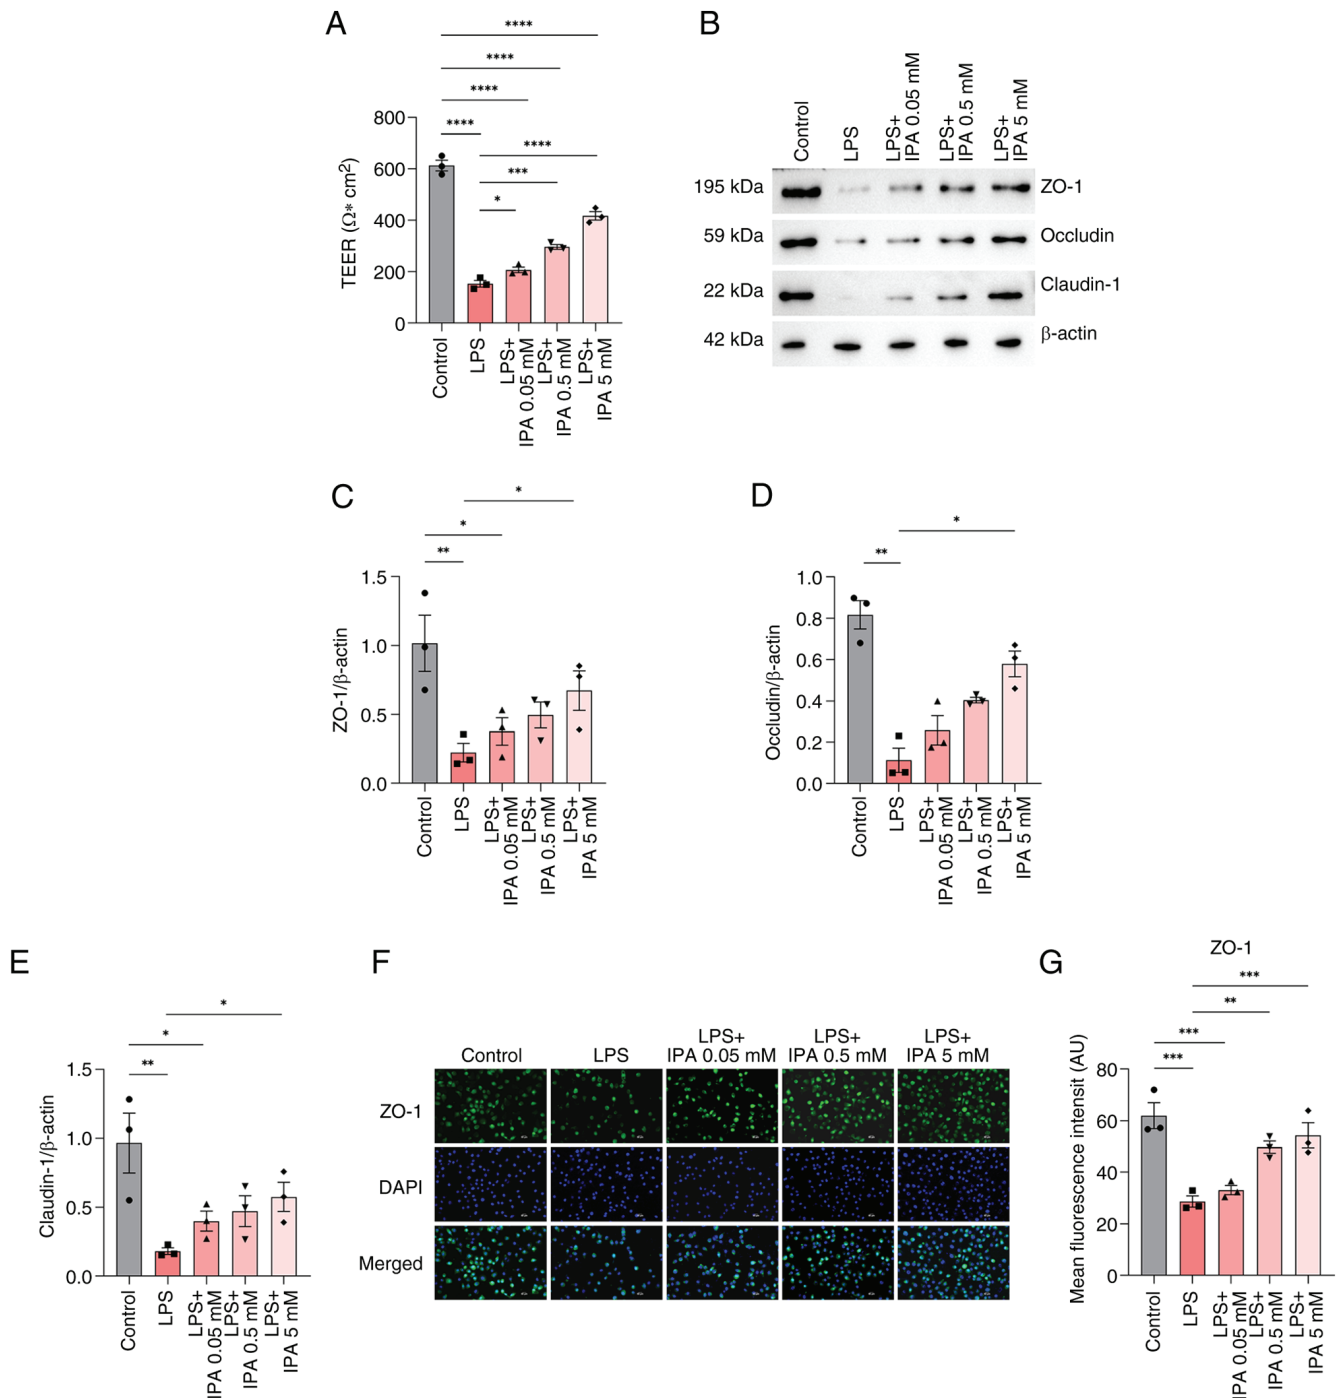 A
****
****
****
****
****
***
*
800
600
400
200
0
TEER (Ω* cm2)
Control
LPS
LPS+
IPA 0.05 mM
LPS+
IPA 0.5 mM
LPS+
IPA 5 mM
B
Control
LPS
LPS+
IPA 0.05 mM
LPS+
IPA 0.5 mM
LPS+
IPA 5 mM
195 kDa
ZO-1
59 kDa
Occludin
22 kDa
Claudin-1
42 kDa
β-actin
C
*
*
**
1.5
1.0
0.5
0.0
ZO-1/β-actin
Control
LPS
LPS+
IPA 0.05 mM
LPS+
IPA 0.5 mM
LPS+
IPA 5 mM
D
*
**
1.0
0.8
0.6
0.4
0.2
0.0
Occludin/β-actin
Control
LPS
LPS+
IPA 0.05 mM
LPS+
IPA 0.5 mM
LPS+
IPA 5 mM
E
*
*
**
1.5
1.0
0.5
0.0
Claudin-1/β-actin
Control
LPS
LPS+
IPA 0.05 mM
LPS+
IPA 0.5 mM
LPS+
IPA 5 mM
F
Control
LPS
LPS+
IPA 0.05 mM
LPS+
IPA 0.5 mM
LPS+
IPA 5 mM
ZO-1
DAPI
Merged
G
ZO-1
***
**
***
***
80
60
40
20
0
Mean fluorescence intensit (AU)
Control
LPS
LPS+
IPA 0.05 mM
LPS+
IPA 0.5 mM
LPS+
IPA 5 mM